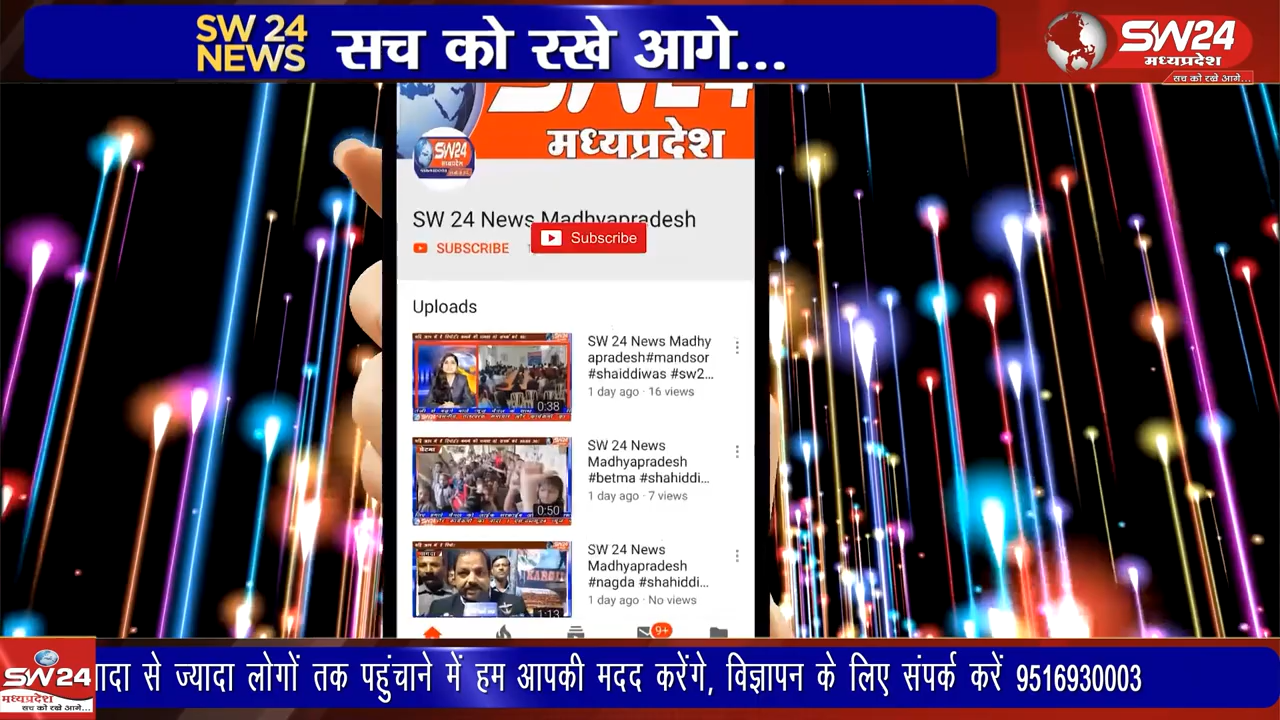 SW 24
NEWS
सच को रखे आगे...
SW24
मध्यप्रदेश
सच को रखे आगे...
मध्यप्रदेश
SW24
SW 24 News Madhyapradesh
SUBSCRIBE
Subscribe
Uploads
SW 24 News Madhy
apradesh#mandsor
#shaiddiwas #sw2...
1 day ago · 16 views
0:38
SW 24 News
Madhyapradesh
#betma #shahiddi...
1 day ago · 7 views
0:50
SW 24 News
Madhyapradesh
#nagda #shahiddi...
1 day ago · No views
1:13
9+
SW24
मध्यप्रदेश
सच को रखे आगे...
से ज्यादा लोगों तक पहुंचाने में हम आपकी मदद करेंगे, विज्ञापन के लिए संपर्क करें 9516930003